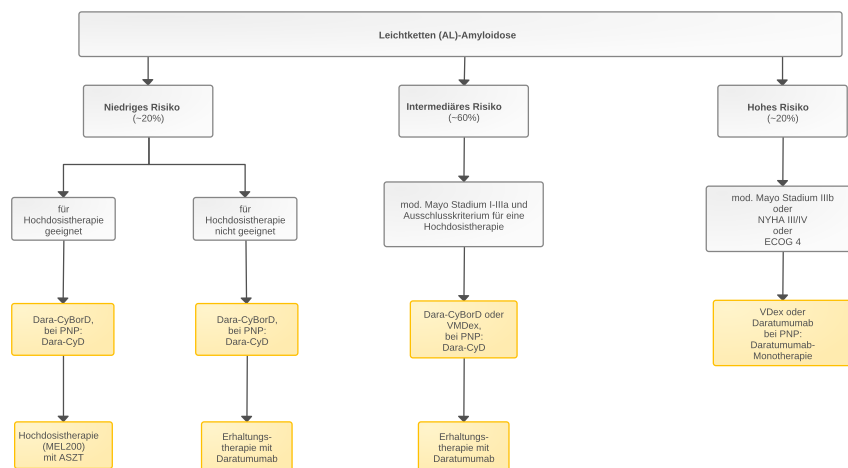 Leichtketten (AL)-Amyloidose
Niedriges Risiko
(~20%)
Intermediäres Risiko
(~60%)
Hohes Risiko
(~20%)
für
Hochdosistherapie
geeignet
für
Hochdosistherapie
nicht geeignet
mod. Mayo Stadium I-IIIa und
Ausschlusskriterium für eine
Hochdosistherapie
mod. Mayo Stadium IIIb
oder
NYHA III/IV
oder
ECOG 4
Dara-CyBorD,
bei PNP:
Dara-CyD
Dara-CyBorD,
bei PNP:
Dara-CyD
Dara-CyBorD oder
VMDex,
bei PNP:
Dara-CyD
VDex oder
Daratumumab
bei PNP:
Daratumumab-
Monotherapie
Hochdosistherapie
(MEL200)
mit ASZT
Erhaltungs-
therapie mit
Daratumumab
Erhaltungs-
therapie mit
Daratumumab